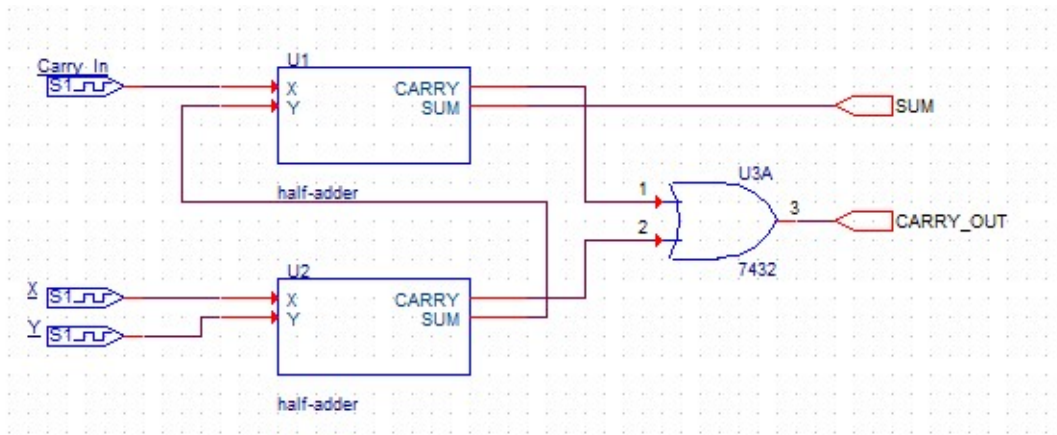 Carry_In
S1
U1
X
CARRY
Y
SUM
half-adder
SUM
U3A
1
2
3
7432
CARRY_OUT
X
S1
Y
S1
U2
X
CARRY
Y
SUM
half-adder